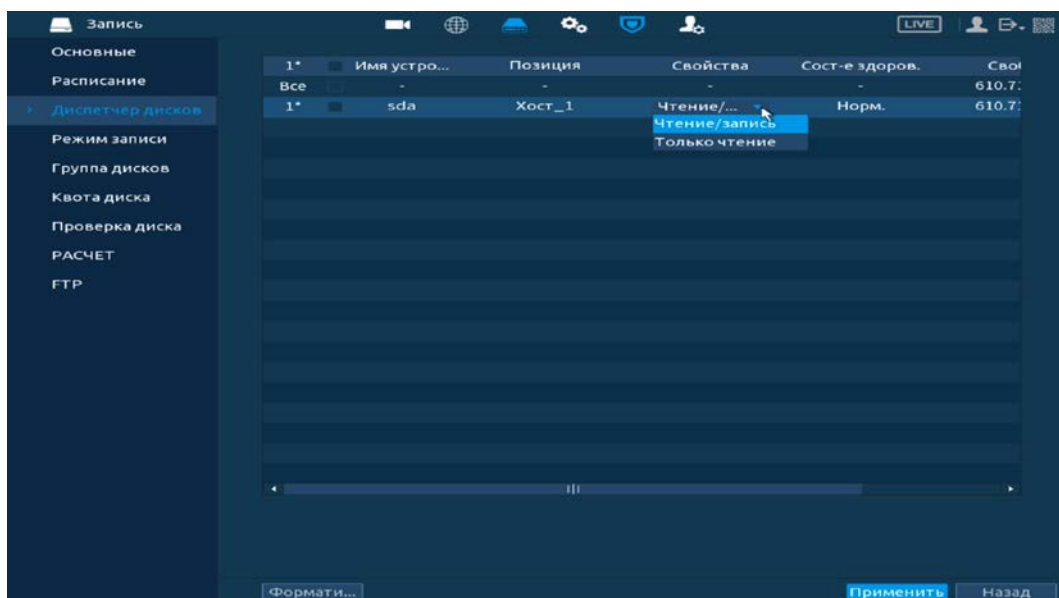 Запись LIVE
Основные
Расписание
Диспетчер дисков
Режим записи
Группа дисков
Квота диска
Проверка диска
РАСЧЕТ
FTP
1* Имя устро... Позиция Свойства Сост-е здоров. Сво
Все - - - - 610.7
1* sda Хост_1 Чтение/... Норм. 610.7
Чтение/запись
Только чтение
Формати... Применить Назад